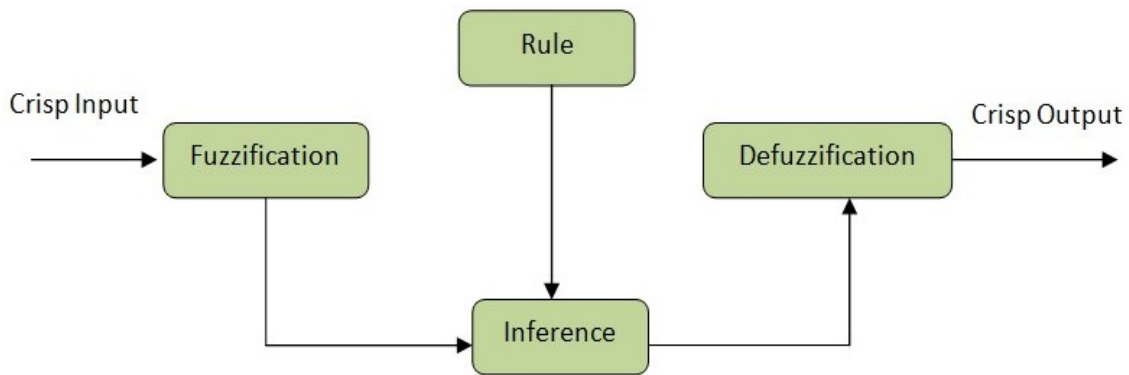 Rule
Crisp Input
Crisp Output
Fuzzification
Defuzzification
Inference